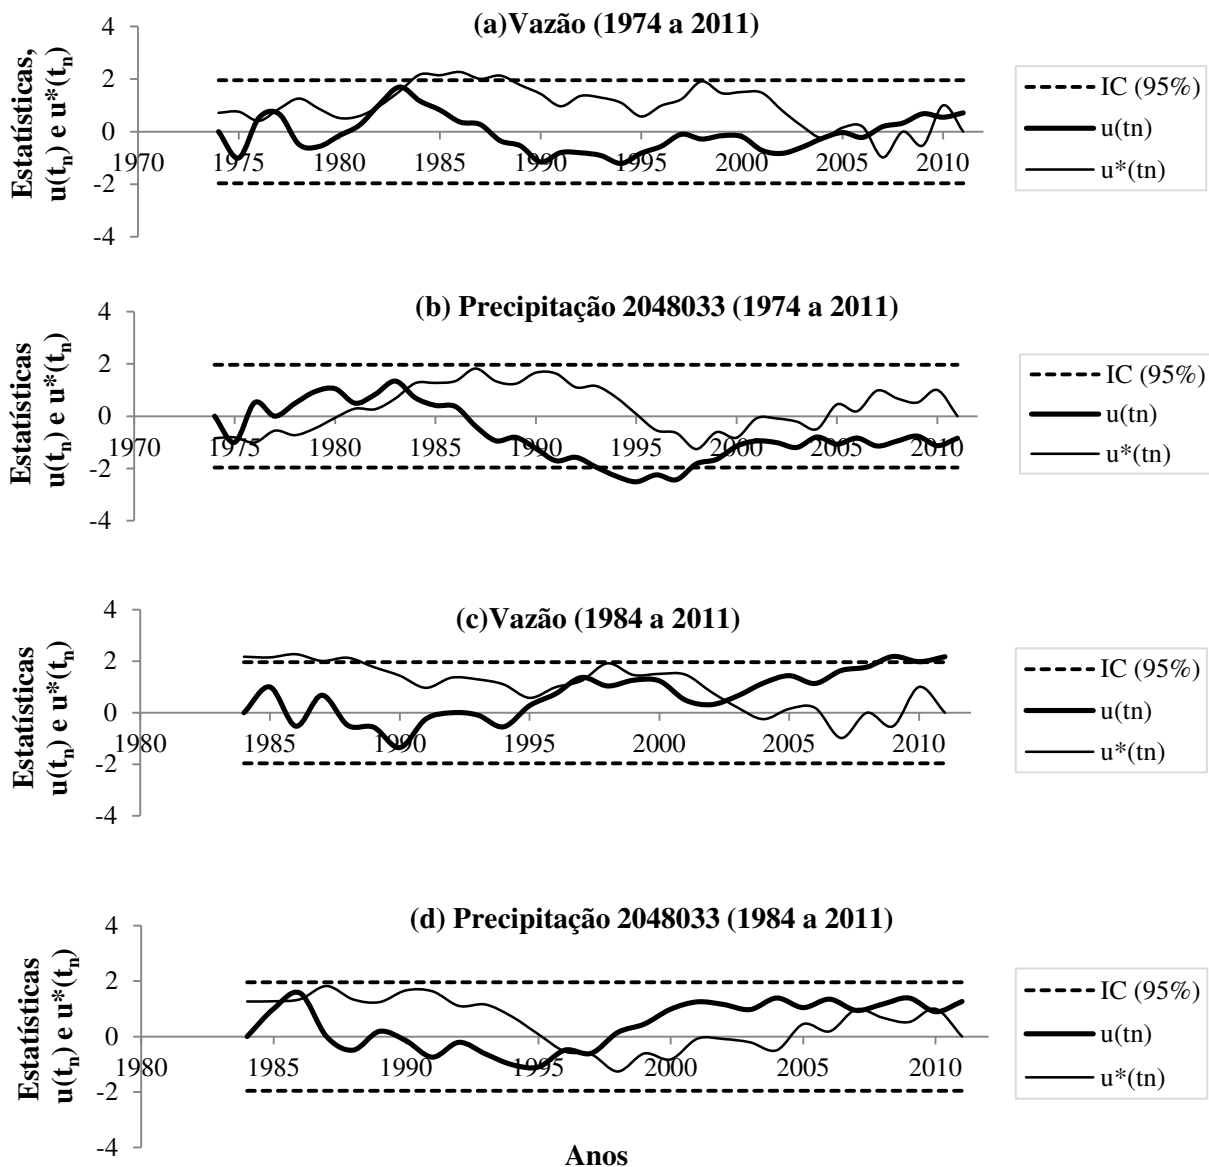 (a)Vazão (1974 a 2011)
Estatísticas,
u(tn) e u*(tn)
4
2
0
-2
-4
1970
1975
1980
1985
1990
1995
2000
2005
2010
IC (95%)
u(tn)
u*(tn)
(b) Precipitação 2048033 (1974 a 2011)
Estatísticas
u(tn) e u*(tn)
4
2
0
-2
-4
1970
1975
1980
1985
1990
1995
2000
2005
2010
IC (95%)
u(tn)
u*(tn)
(c)Vazão (1984 a 2011)
Estatísticas
u(tn) e u*(tn)
4
2
0
-2
-4
1980
1985
1990
1995
2000
2005
2010
IC (95%)
u(tn)
u*(tn)
(d) Precipitação 2048033 (1984 a 2011)
Estatísticas
u(tn) e u*(tn)
4
2
0
-2
-4
1980
1985
1990
1995
2000
2005
2010
IC (95%)
u(tn)
u*(tn)
Anos